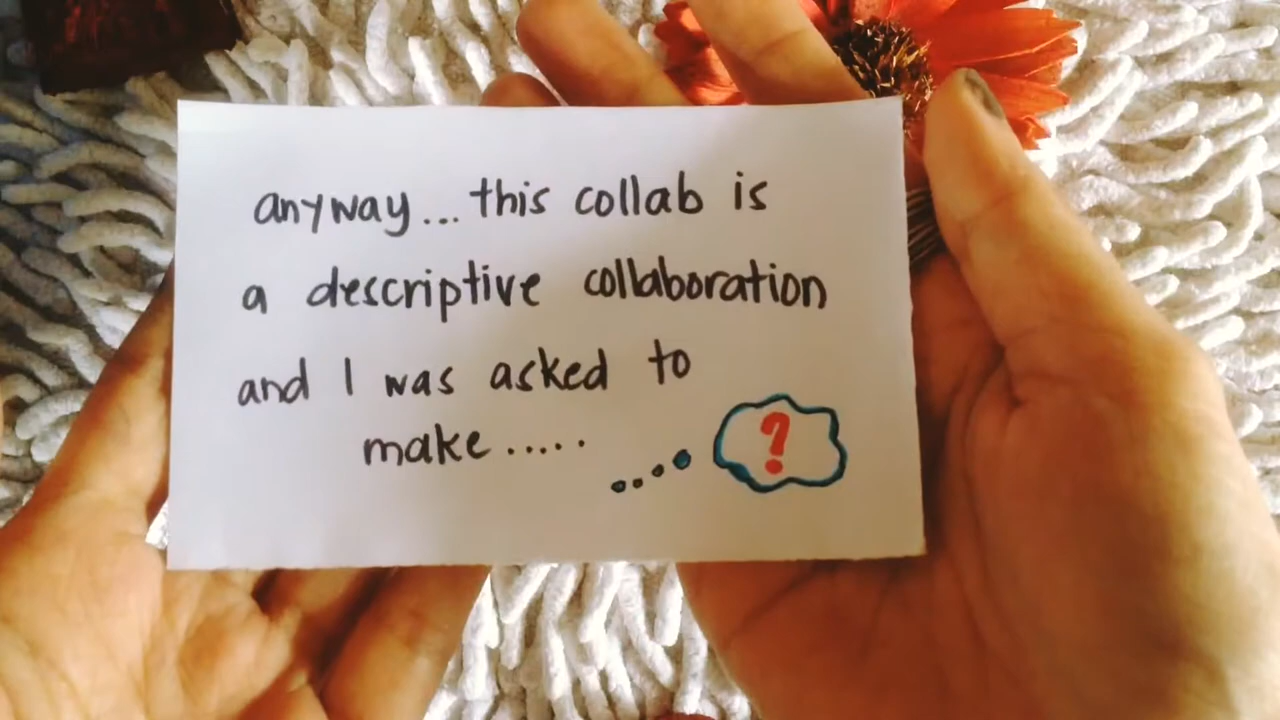 anyway... this collab is
a descriptive collaboration
and I was asked to
make.....
?